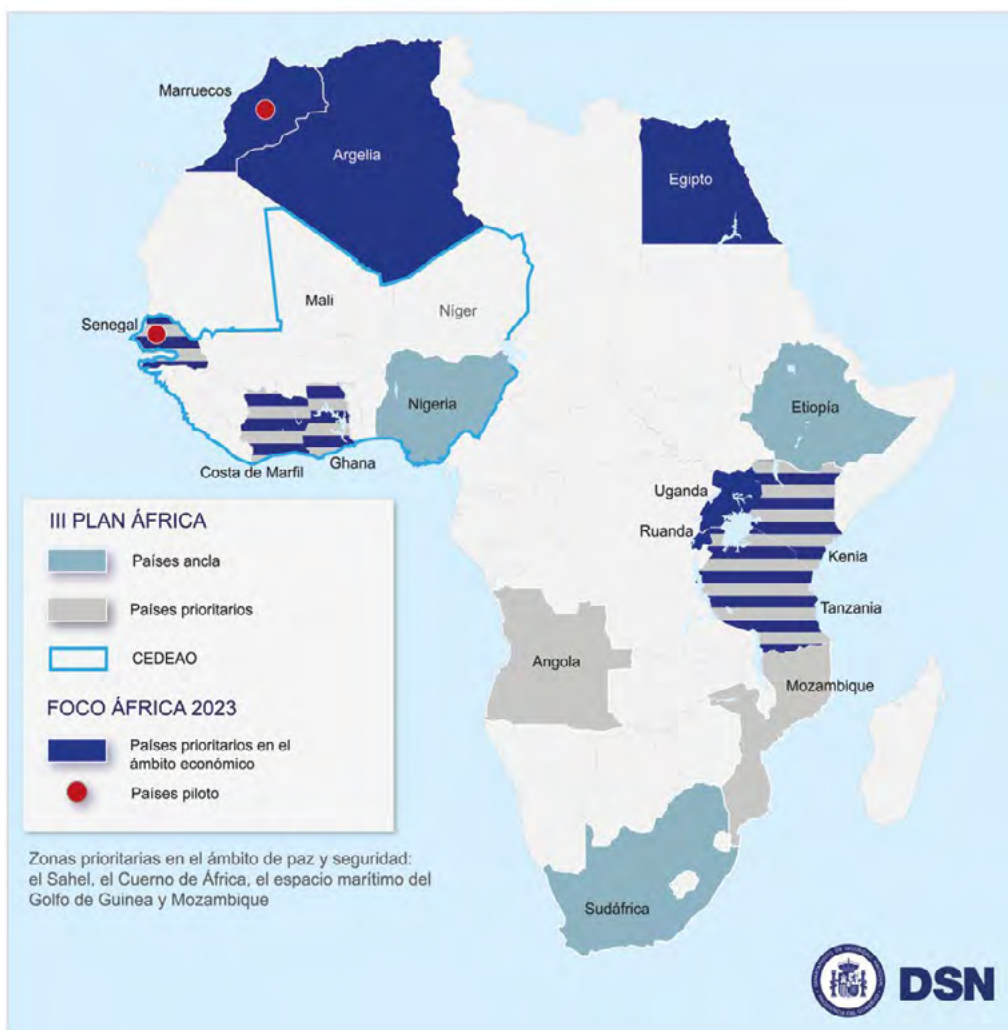 Marruecos
Argelia
Egipto
Mali
Níger
Senegal
Nigeria
Etiopía
Costa de Marfil
Ghana
Uganda
Ruanda
Kenia
Tanzania
Angola
Mozambique
Sudáfrica
III PLAN ÁFRICA
Países ancla
Países prioritarios
CEDEAO
FOCO ÁFRICA 2023
Países prioritarios en el
ámbito económico
Países piloto
Zonas prioritarias en el ámbito de paz y seguridad:
el Sahel, el Cuerno de África, el espacio marítimo del
Golfo de Guinea y Mozambique
DSN